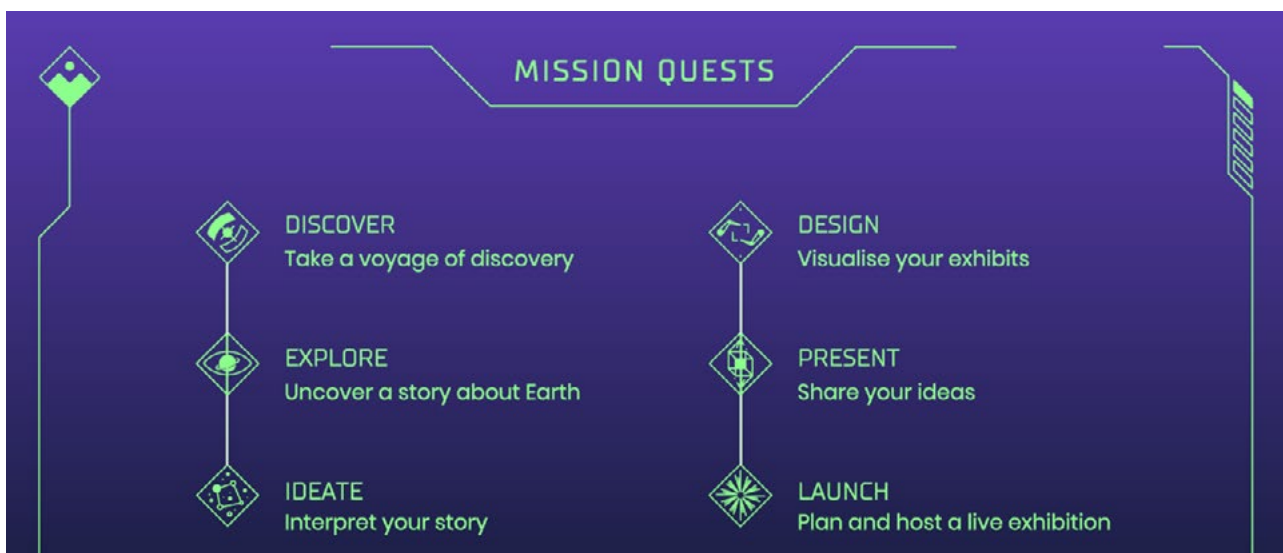 MISSION QUESTS
DISCOVER
Take a voyage of discovery
EXPLORE
Uncover a story about Earth
IDEATE
Interpret your story
DESIGN
Visualise your exhibits
PRESENT
Share your ideas
LAUNCH
Plan and host a live exhibition